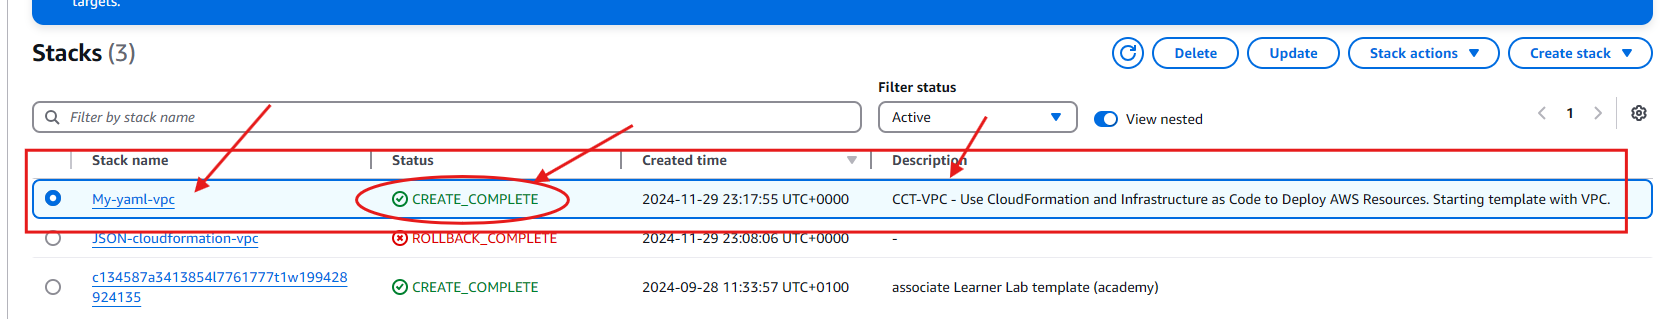 targets.
Stacks (3)
Delete
Update
Stack actions
Create stack
Filter status
Filter by stack name
Active
View nested
1
Stack name Status Created time Description
My-yaml-vpc CREATE_COMPLETE 2024-11-29 23:17:55 UTC+0000 CCT-VPC - Use CloudFormation and Infrastructure as Code to Deploy AWS Resources. Starting template with VPC.
JSON-cloudformation-vpc ROLLBACK_COMPLETE 2024-11-29 23:08:06 UTC+0000 -
c134587a3413854l7761777t1w199428
924135
CREATE_COMPLETE 2024-09-28 11:33:57 UTC+0100 associate Learner Lab template (academy)